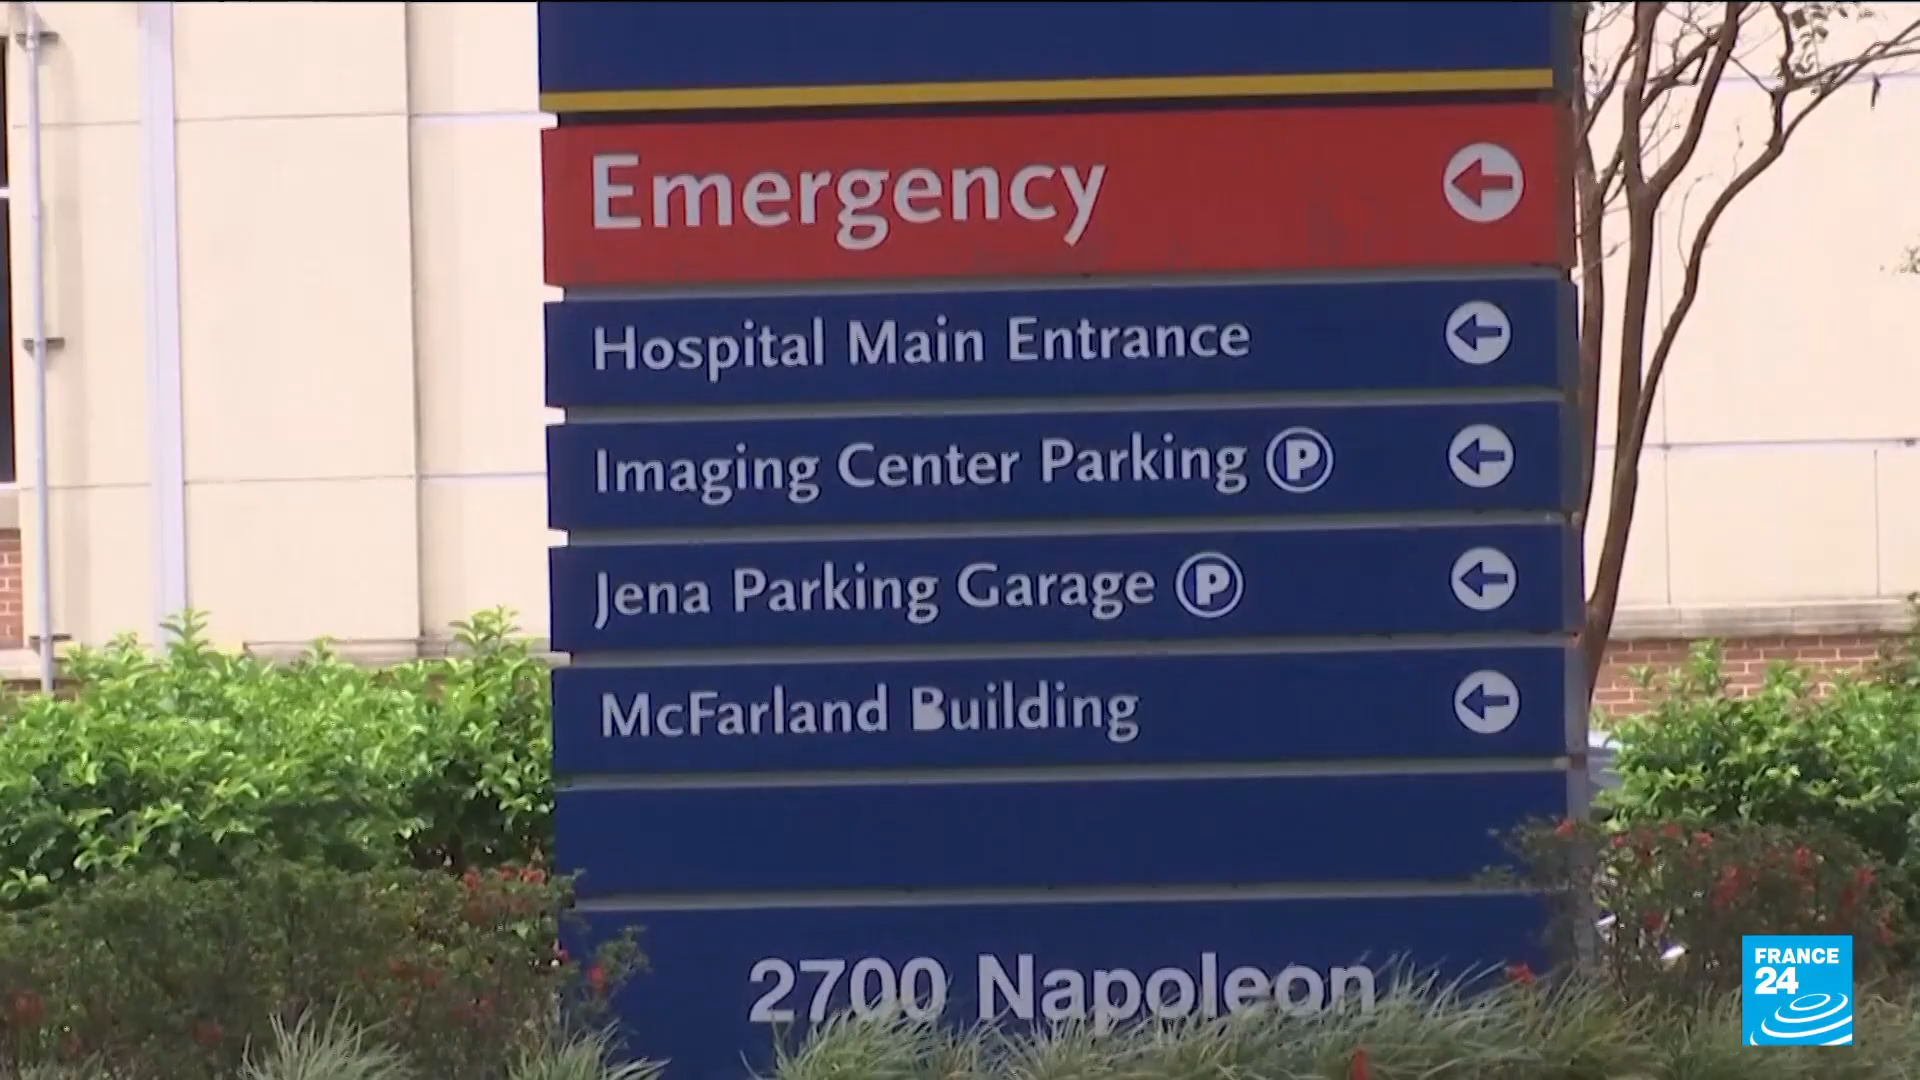 Emergency
Hospital Main Entrance
Imaging Center Parking P
Jena Parking Garage P
McFarland Building
2700 Napoleon
FRANCE
24